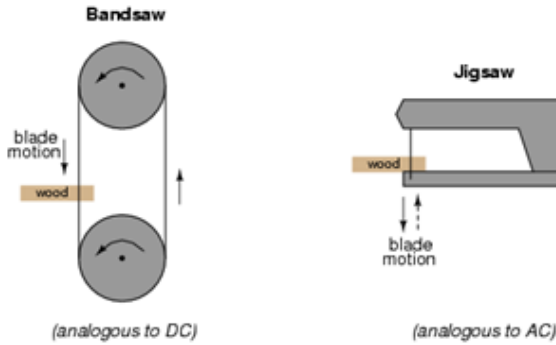 Bandsaw
blade
motion
wood
(analogous to DC)
Jigsaw
wood
blade
motion
(analogous to AC)